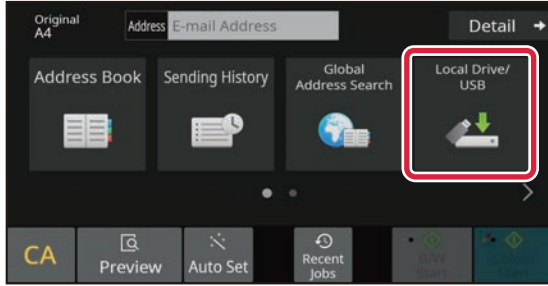 Original
A4
Address E-mail Address
Detail
Address Book
Sending History
Global
Address Search
Local Drive/
USB
CA
Preview
Auto Set
Recent
Jobs
B/W
Start
Colour
Start